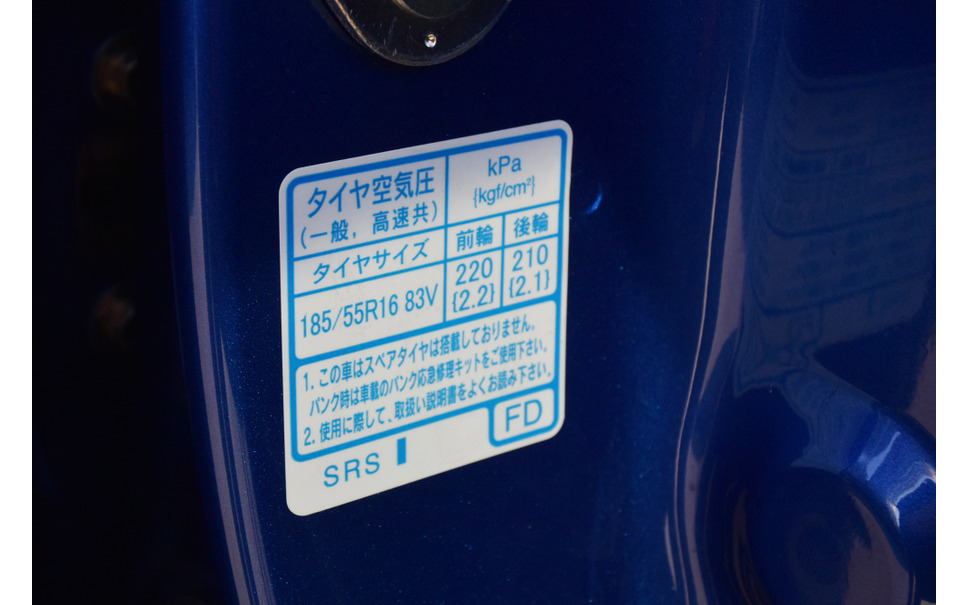 タイヤ空気圧
(一般，高速共)
kPa
{kgf/cm²}
タイヤサイズ
前輪
後輪
185/55R16 83V
220
{2.2}
210
{2.1}
1. この車はスペアタイヤは搭載しておりません。
パンク時は車載のパンク応急修理キットをご使用下さい。
2. 使用に際して、取扱い説明書をよくお読み下さい。
SRS
FD